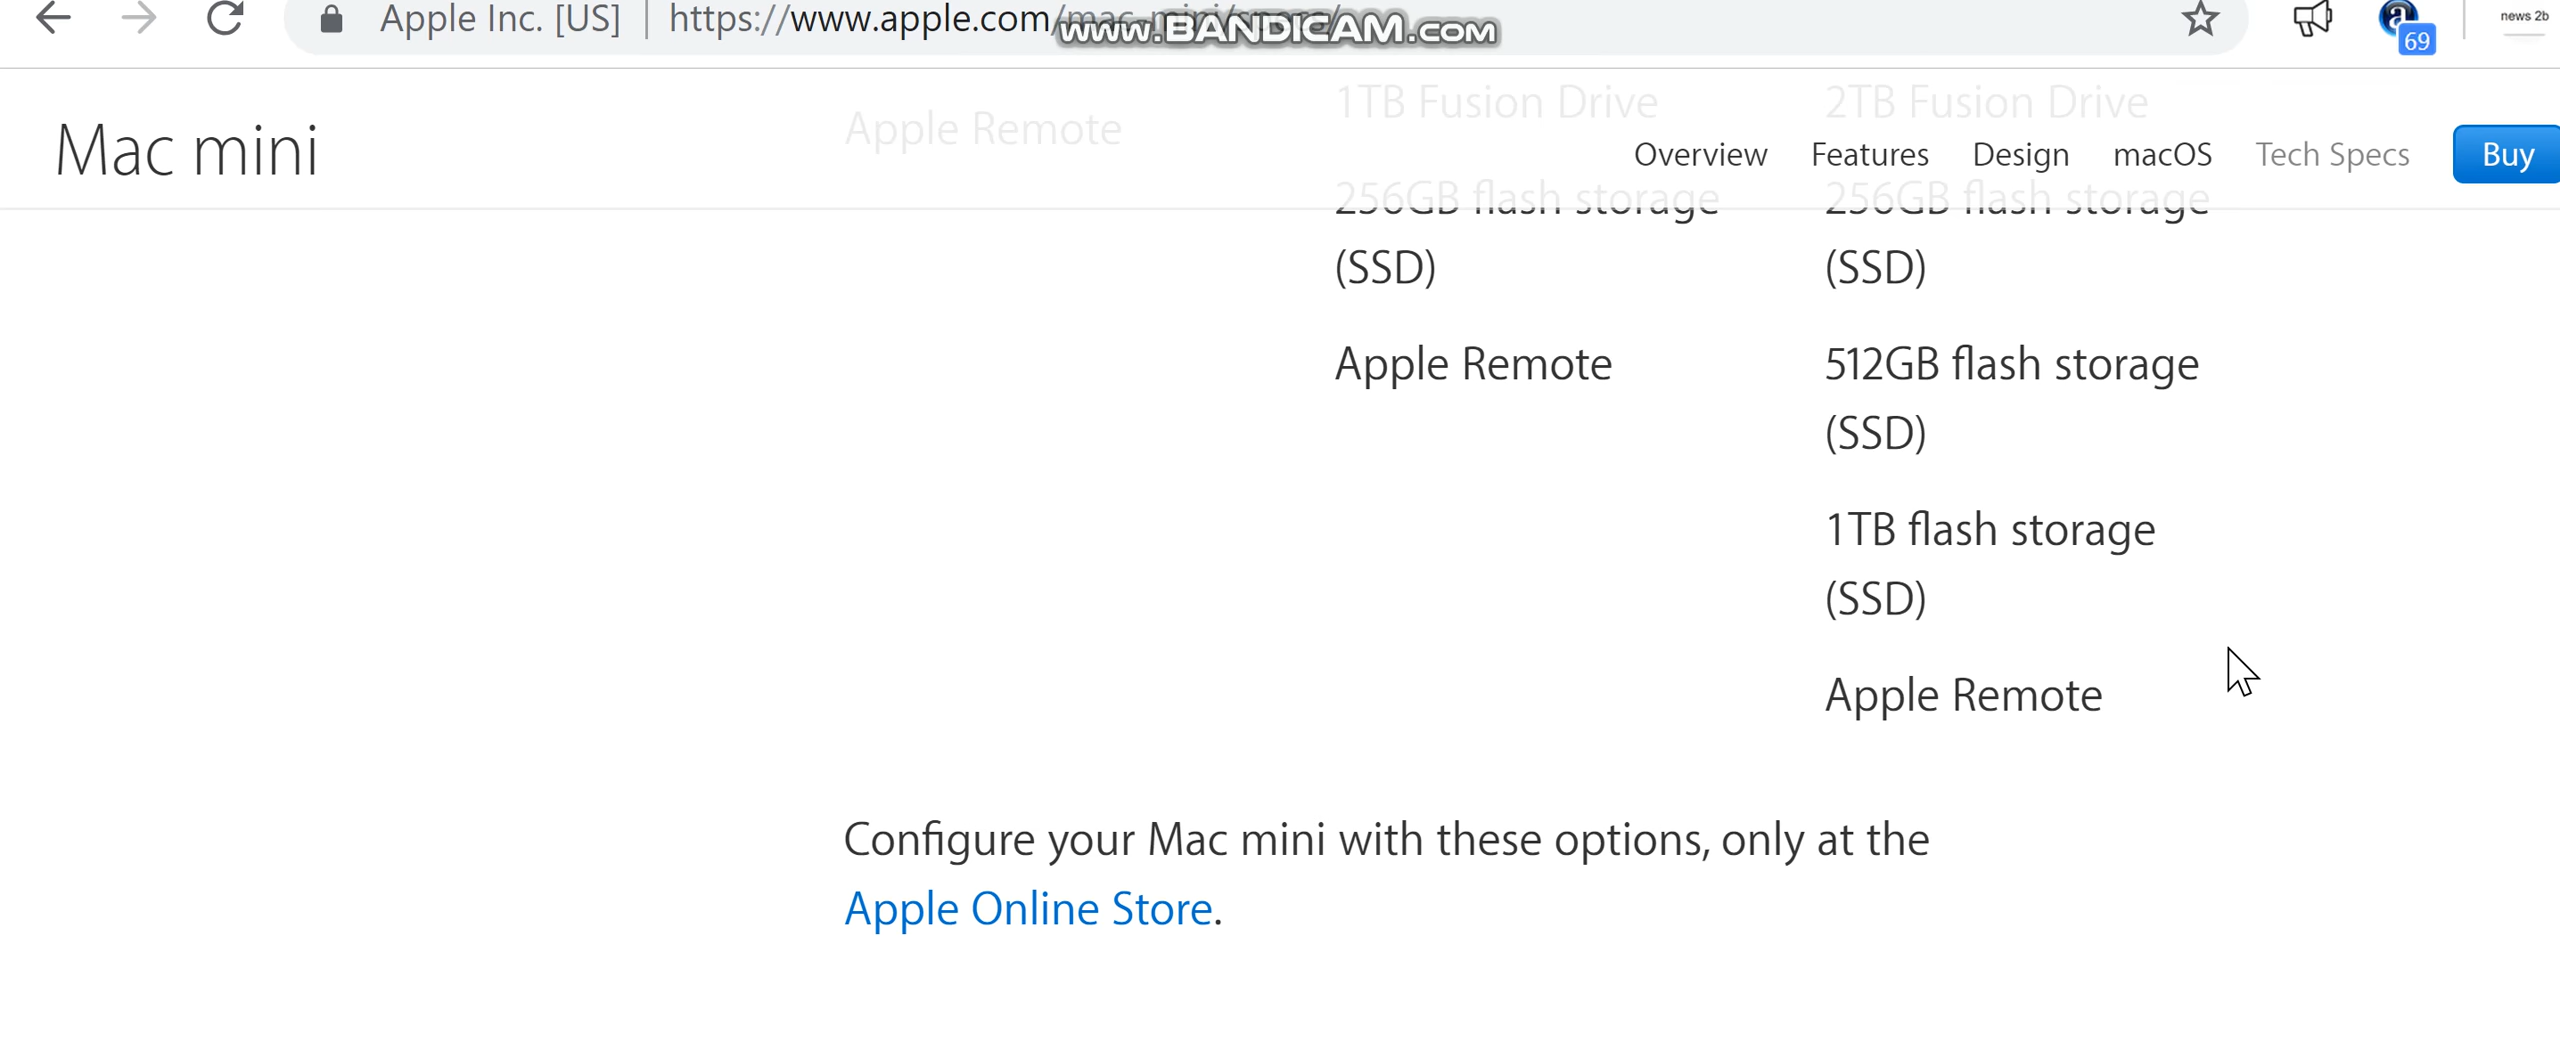 Apple Inc. [US] | https://www.apple.com/mac-mini/specs/
www.BANDICAM.com
69
news 2b
Mac mini
Overview Features Design macOS Tech Specs Buy
Apple Remote
1TB Fusion Drive
256GB flash storage
(SSD)
Apple Remote
2TB Fusion Drive
256GB flash storage
(SSD)
512GB flash storage
(SSD)
1TB flash storage
(SSD)
Apple Remote
Configure your Mac mini with these options, only at the
Apple Online Store.